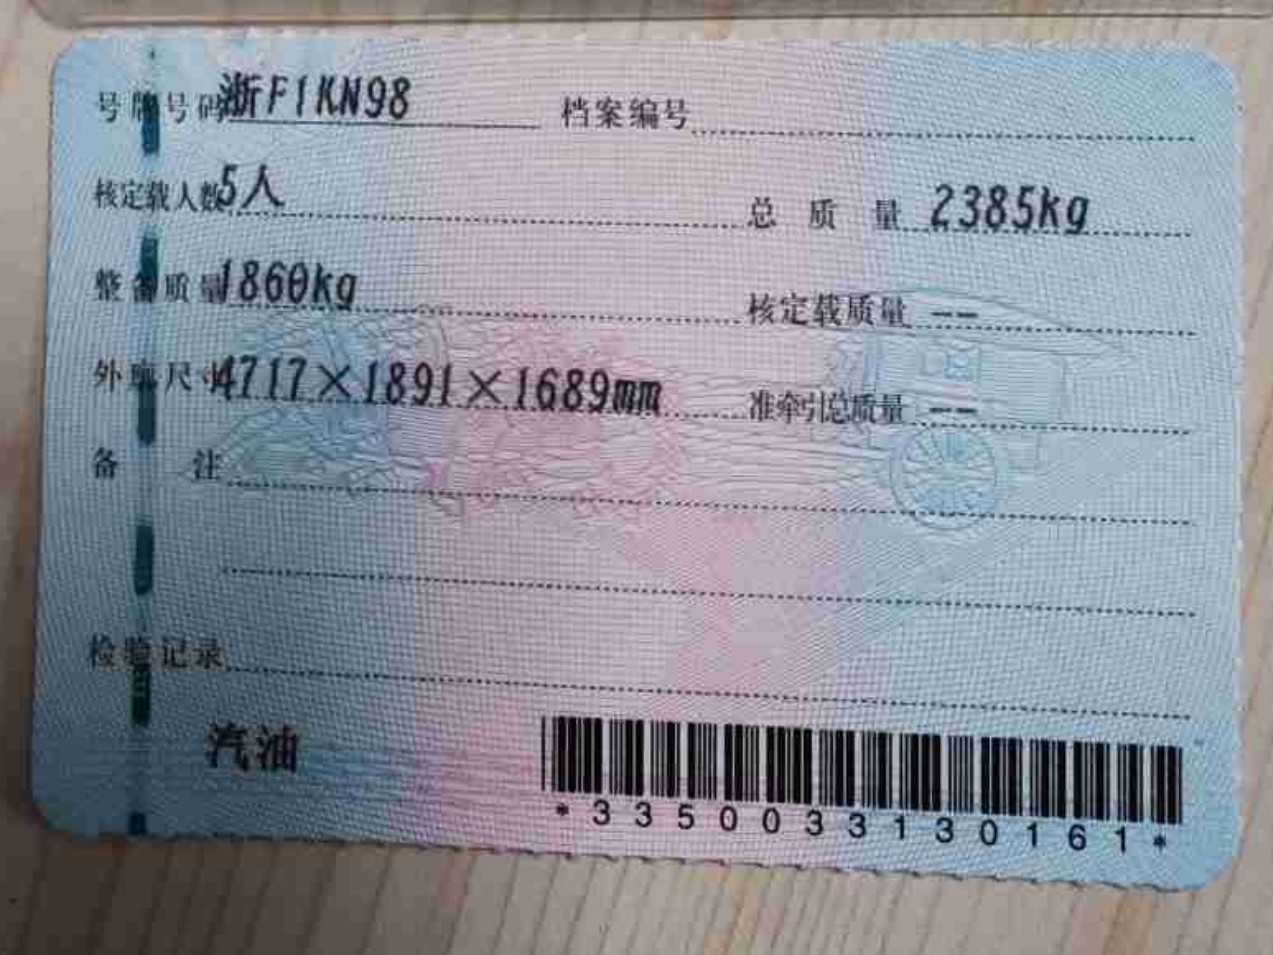 号牌号码 浙F1KN98 档案编号
核定载人数 5人 总质量 2385kg
整备质量 1860kg 核定载质量 --
外廓尺寸 4717×1891×1689mm 准牵引总质量 --
备注
检验记录
汽油
*3350033130161*